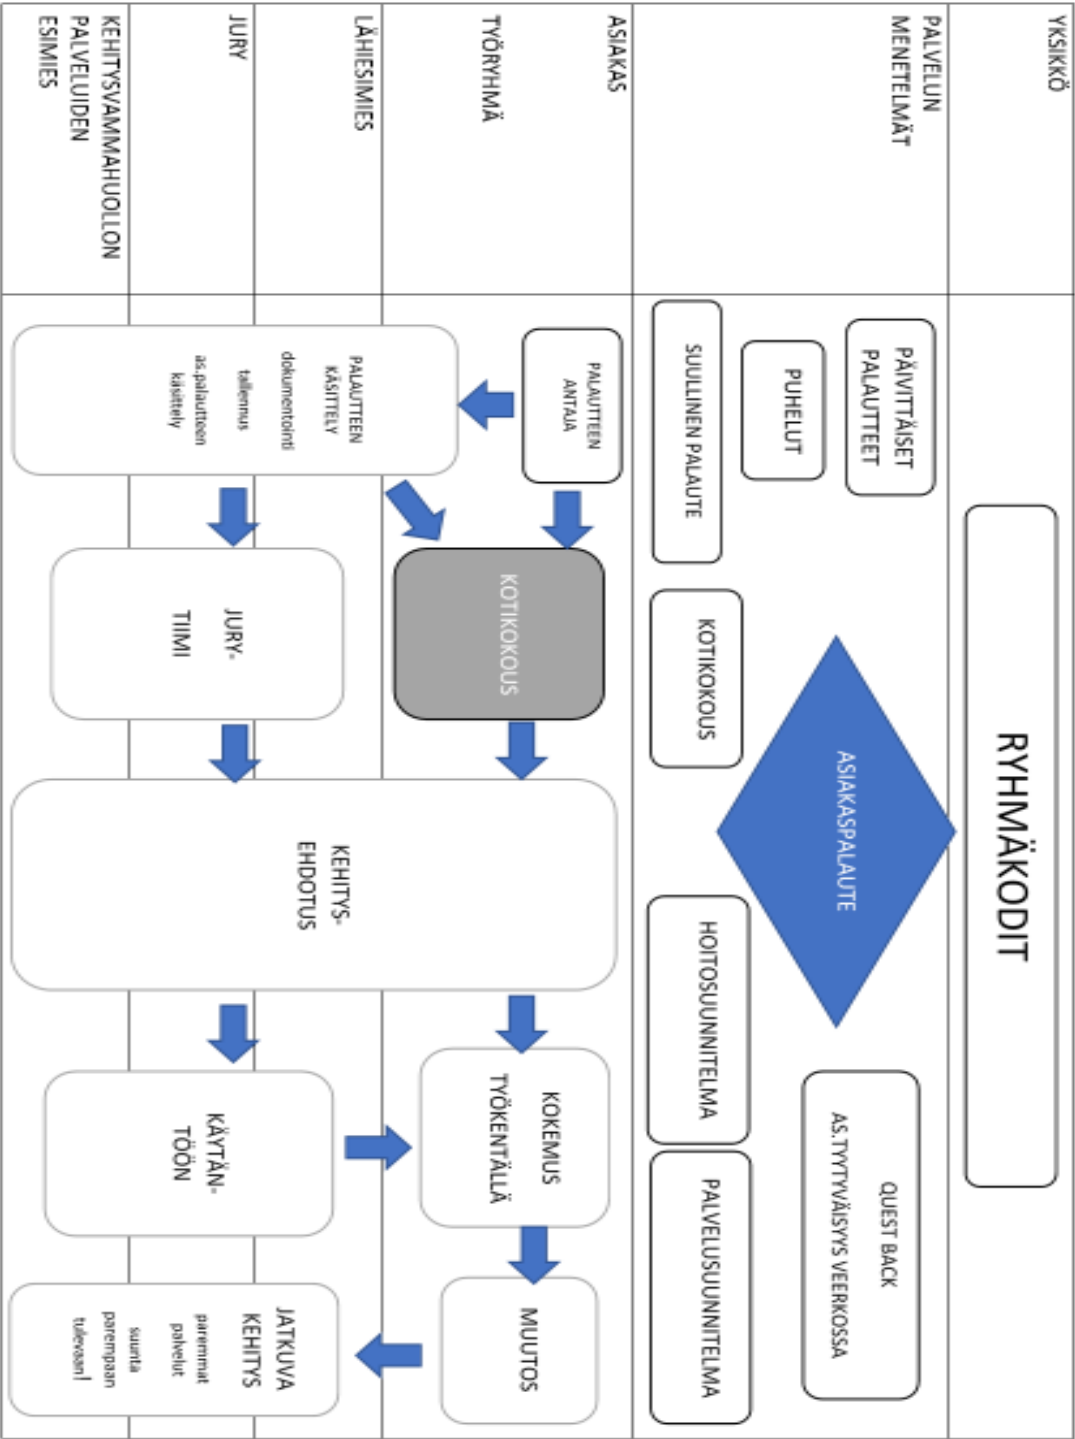 YKSIKKÖ
RYHMÄKODIT
PALVELUN
MENETELMÄT
PÄIVITTÄISET
PALAUTTEET
PUHELUT
SUULLINEN PALAUTE
KOTIKOKOUS
ASIAKASPALAUTE
HOITOSUUNNITELMA
QUEST BACK
AS.TYYTYVÄISYYS VEERKOSSA
PALVELUSUUNNITELMA
ASIAKAS
TYÖRYHMÄ
LÄHIESIMIES
JURY
KEHITYSVAMMAHUOLLON
PALVELUIDEN
ESIMIES
PALAUTTEEN
ANTAJA
PALAUTTEEN
KÄSITTELY
dokumentointi
tallennus
as.palautteen
käsittely
KOTIKOKOUS
JURY-
TIIMI
KEHITYS-
EHDOTUS
KOKEMUS
TYÖKENTÄLLÄ
KÄYTÄN-
TÖÖN
MUUTOS
JATKUVA
KEHITYS
paremmat
palvelut
suunta
parempaan
tulevaan!